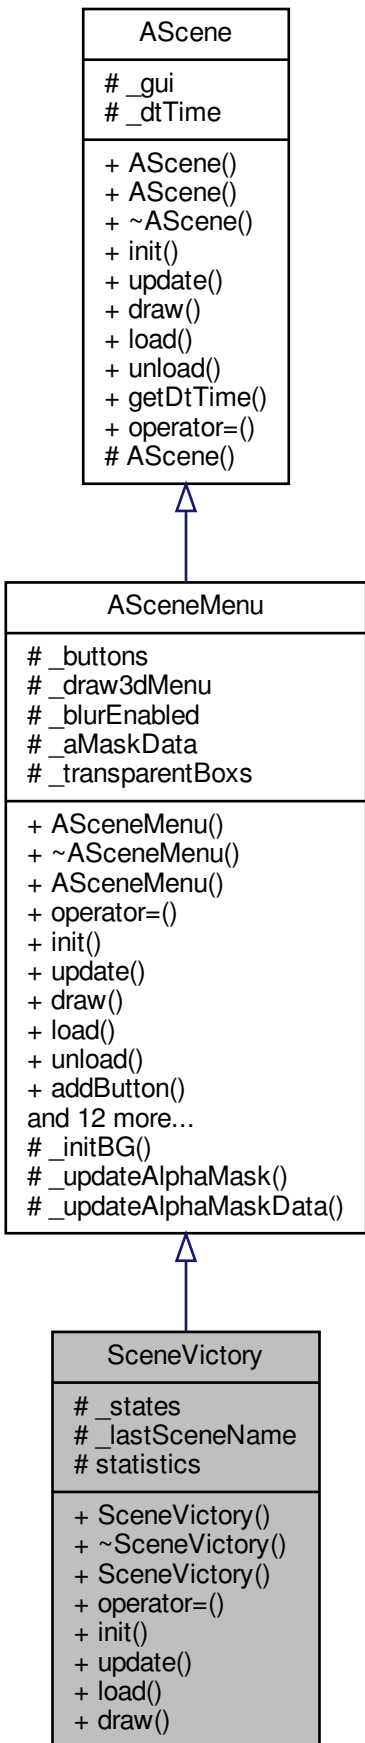 AScene
# _gui
# _dtTime
+ AScene()
+ AScene()
+ ~AScene()
+ init()
+ update()
+ draw()
+ load()
+ unload()
+ getDtTime()
+ operator=()
# AScene()
ASceneMenu
# _buttons
# _draw3dMenu
# _blurEnabled
# _aMaskData
# _transparentBoxs
+ ASceneMenu()
+ ~ASceneMenu()
+ ASceneMenu()
+ operator=()
+ init()
+ update()
+ draw()
+ load()
+ unload()
+ addButton()
and 12 more...
# _initBG()
# _updateAlphaMask()
# _updateAlphaMaskData()
SceneVictory
# _states
# _lastSceneName
# statistics
+ SceneVictory()
+ ~SceneVictory()
+ SceneVictory()
+ operator=()
+ init()
+ update()
+ load()
+ draw()